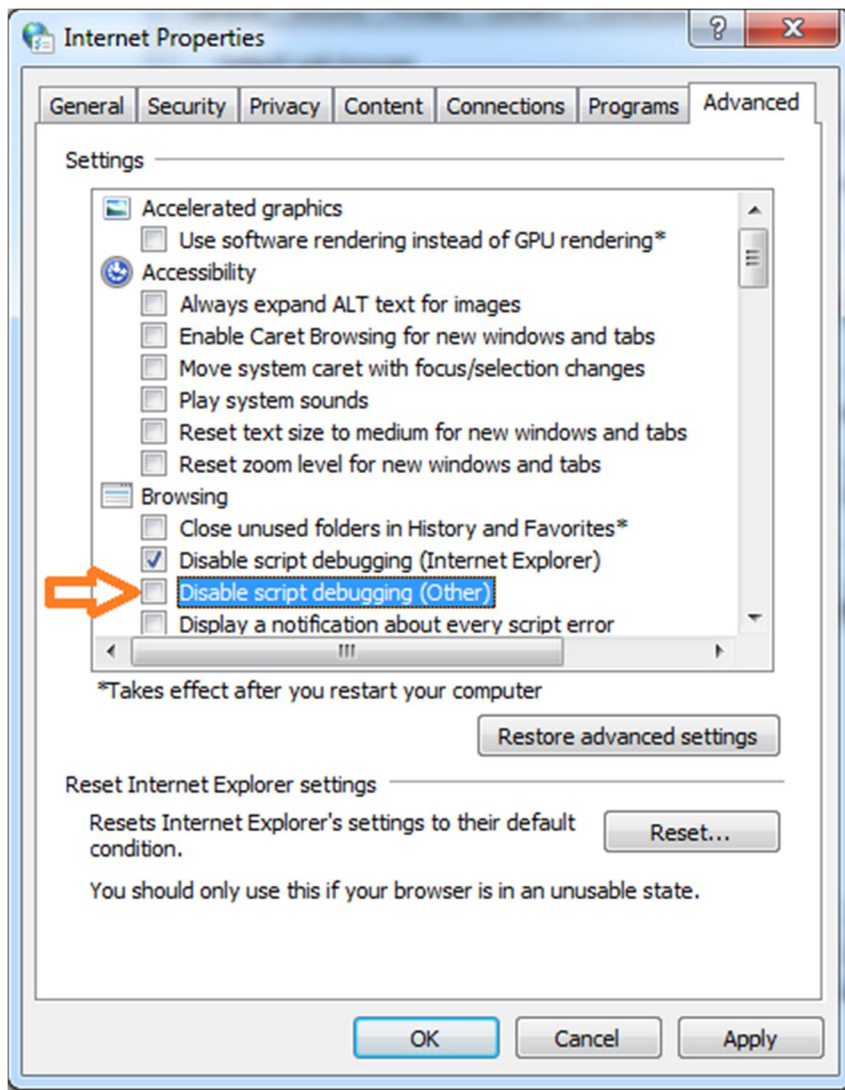 Internet Properties
General Security Privacy Content Connections Programs Advanced
Settings
Accelerated graphics
Use software rendering instead of GPU rendering*
Accessibility
Always expand ALT text for images
Enable Caret Browsing for new windows and tabs
Move system caret with focus/selection changes
Play system sounds
Reset text size to medium for new windows and tabs
Reset zoom level for new windows and tabs
Browsing
Close unused folders in History and Favorites*
Disable script debugging (Internet Explorer)
Disable script debugging (Other)
Display a notification about every script error
*Takes effect after you restart your computer
Restore advanced settings
Reset Internet Explorer settings
Resets Internet Explorer's settings to their default
condition.
Reset...
You should only use this if your browser is in an unusable state.
OK Cancel Apply